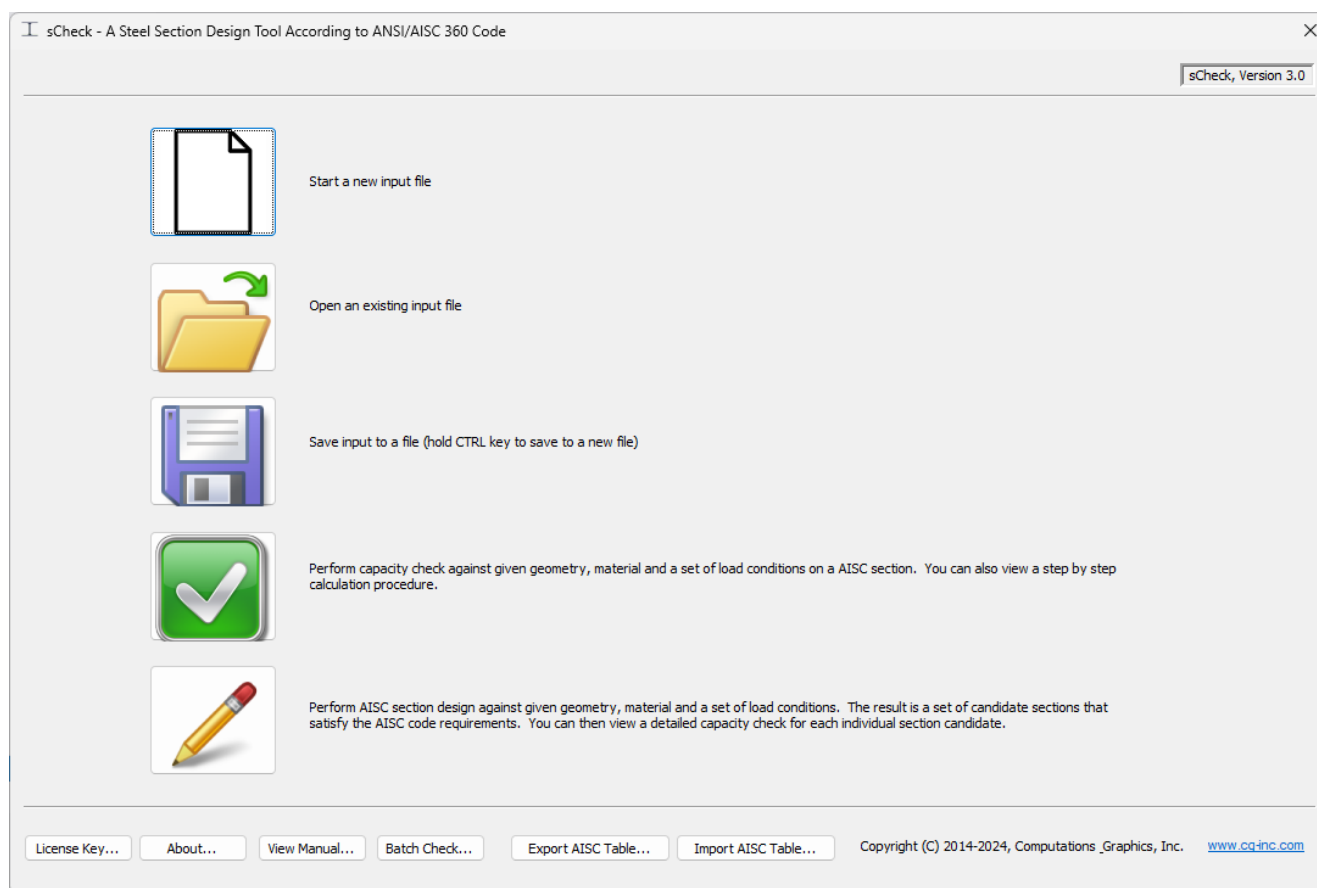 sCheck - A Steel Section Design Tool According to ANSI/AISC 360 Code
sCheck, Version 3.0
Start a new input file
Open an existing input file
Save input to a file (hold CTRL key to save to a new file)
Perform capacity check against given geometry, material and a set of load conditions on a AISC section.  You can also view a step by step
calculation procedure.
Perform AISC section design against given geometry, material and a set of load conditions.  The result is a set of candidate sections that
satisfy the AISC code requirements.  You can then view a detailed capacity check for each individual section candidate.
License Key... About... View Manual... Batch Check... Export AISC Table... Import AISC Table... Copyright (C) 2014-2024, Computations _Graphics, Inc. www.cg-inc.com